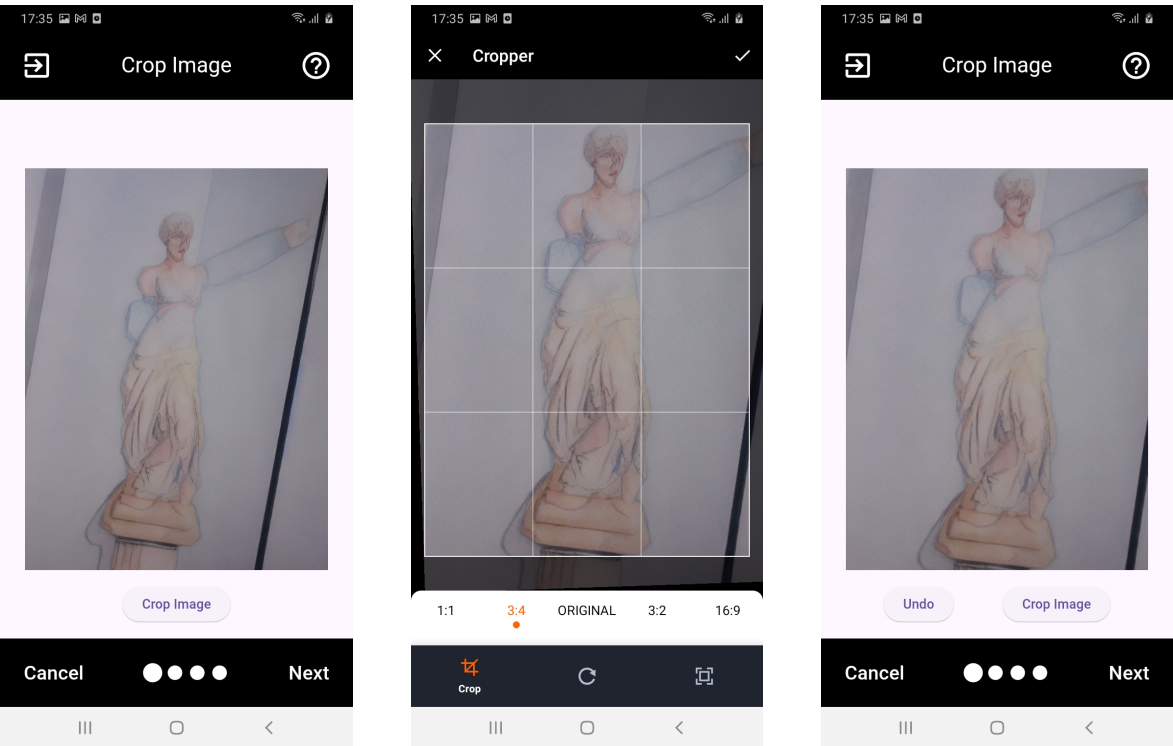 17:35
Crop Image
Crop Image
Cancel
Next
17:35
Cropper
1:1
3:4
ORIGINAL
3:2
16:9
Crop
17:35
Crop Image
Undo
Crop Image
Cancel
Next